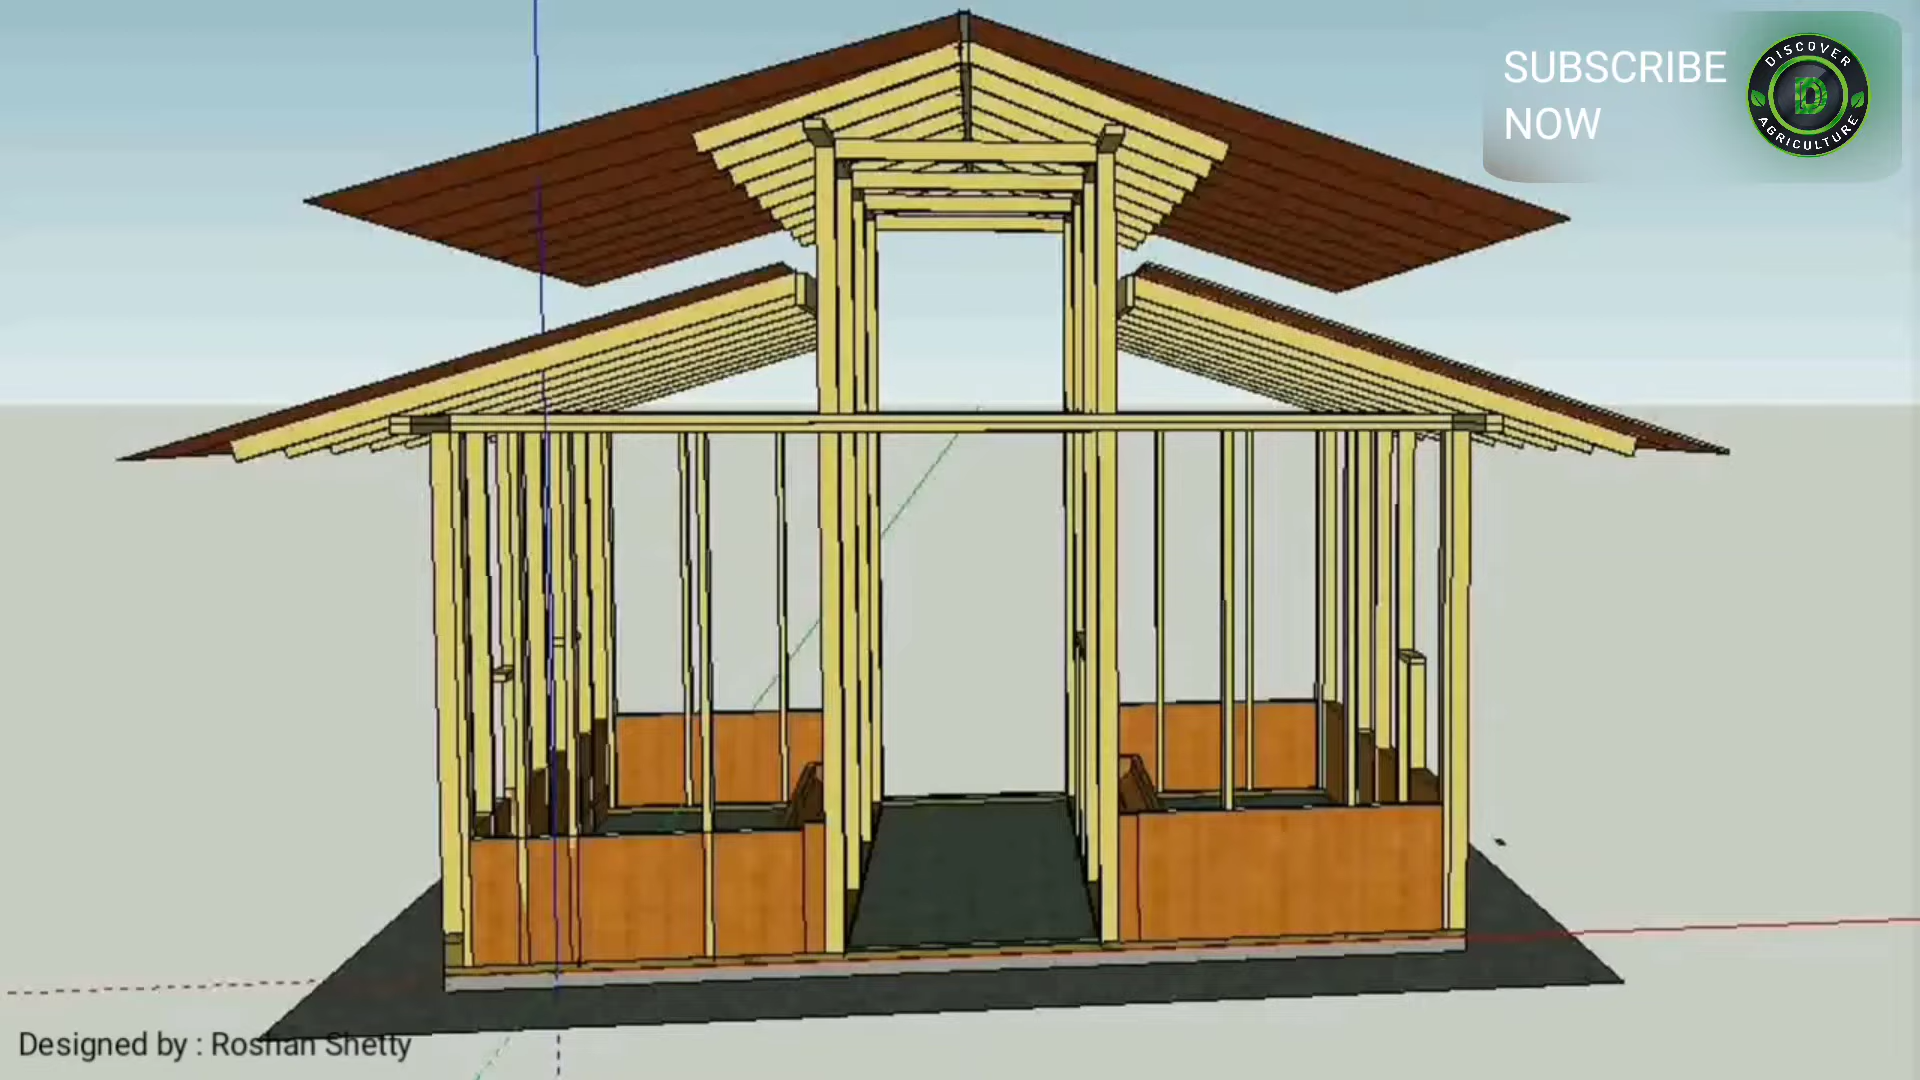 SUBSCRIBE
NOW
DISCOVER
D
AGRICULTURE
Designed by : Roshan Shetty